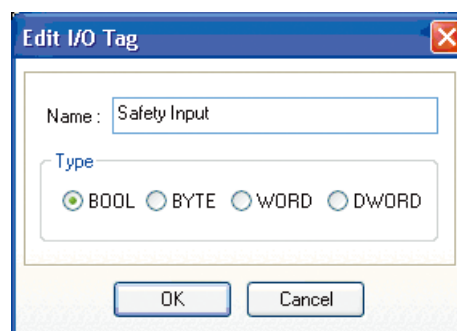 Edit I/O Tag
Name : Safety Input
Type
BOOL BYTE WORD DWORD
OK Cancel